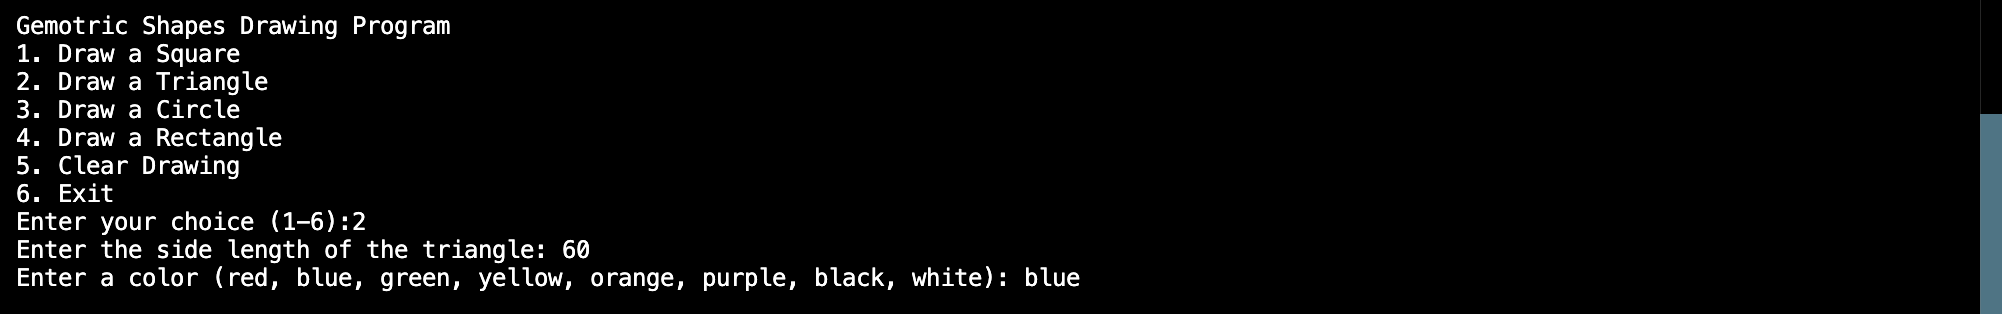 Gemotric Shapes Drawing Program
1. Draw a Square
2. Draw a Triangle
3. Draw a Circle
4. Draw a Rectangle
5. Clear Drawing
6. Exit
Enter your choice (1-6):2
Enter the side length of the triangle: 60
Enter a color (red, blue, green, yellow, orange, purple, black, white): blue